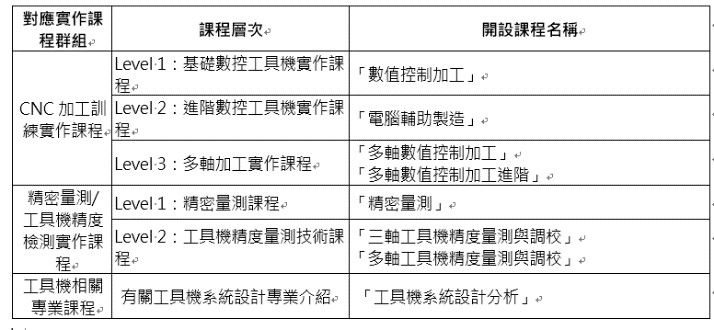 對應實作課
程群組
課程層次
開設課程名稱
CNC 加工訓
練實作課程
Level 1：基礎數控工具機實作課
程
「數值控制加工」
Level 2：進階數控工具機實作課
程
「電腦輔助製造」
Level 3：多軸加工實作課程
「多軸數值控制加工」
「多軸數值控制加工進階」
精密量測/
工具機精度
檢測實作課
程
Level 1：精密量測課程
「精密量測」
Level 2：工具機精度量測技術課
程
「三軸工具機精度量測與調校」
「多軸工具機精度量測與調校」
工具機相關
專業課程
有關工具機系統設計專業介紹
「工具機系統設計分析」